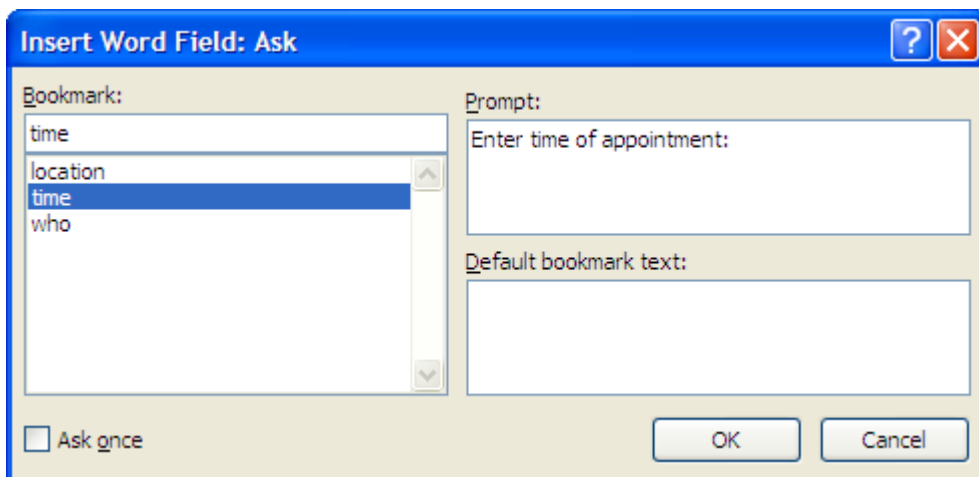 Insert Word Field: Ask
?
Bookmark:
time
location
time
who
Prompt:
Enter time of appointment:
Default bookmark text:
Ask once
OK
Cancel